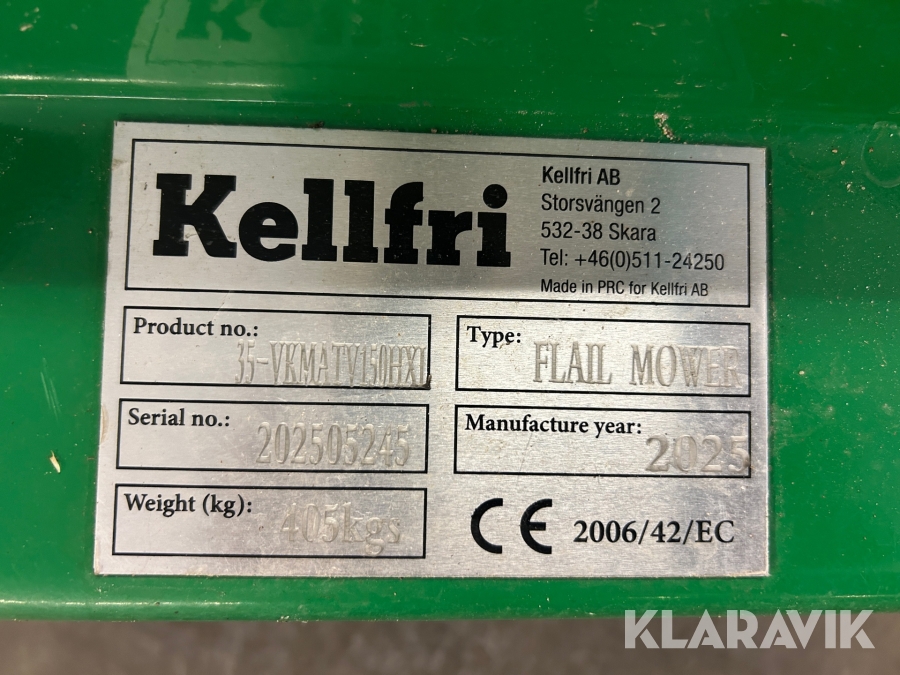 Kellfri
Kellfri AB
Storsvängen 2
532-38 Skara
Tel: +46(0)511-24250
Made in PRC for Kellfri AB
Product no.:
35-VKMATV150HXL
Type:
FLAIL MOWER
Serial no.:
202505245
Manufacture year:
2025
Weight (kg):
405kgs
CE 2006/42/EC
KLARAVIK